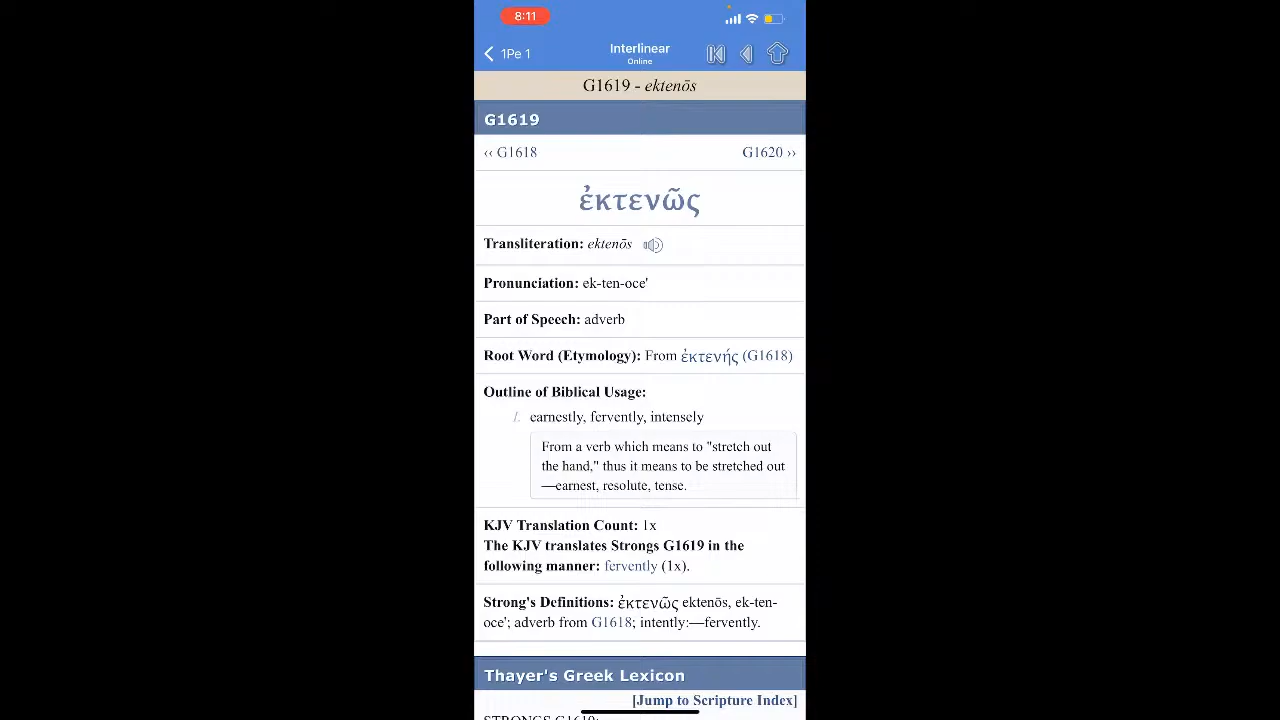 8:11
1Pe 1
Interlinear
Online
G1619 - ektenōs
G1619
‹‹ G1618
G1620 ››
ἐκτενῶς
Transliteration: ektenōs
Pronunciation: ek-ten-oce'
Part of Speech: adverb
Root Word (Etymology): From ἐκτενής (G1618)
Outline of Biblical Usage:
I. earnestly, fervently, intensely
From a verb which means to "stretch out
the hand," thus it means to be stretched out
—earnest, resolute, tense.
KJV Translation Count: 1x
The KJV translates Strongs G1619 in the
following manner: fervently (1x).
Strong's Definitions: ἐκτενῶς ektenōs, ek-ten-
oce'; adverb from G1618; intently:—fervently.
Thayer's Greek Lexicon
[Jump to Scripture Index]
STRONGS G1619: